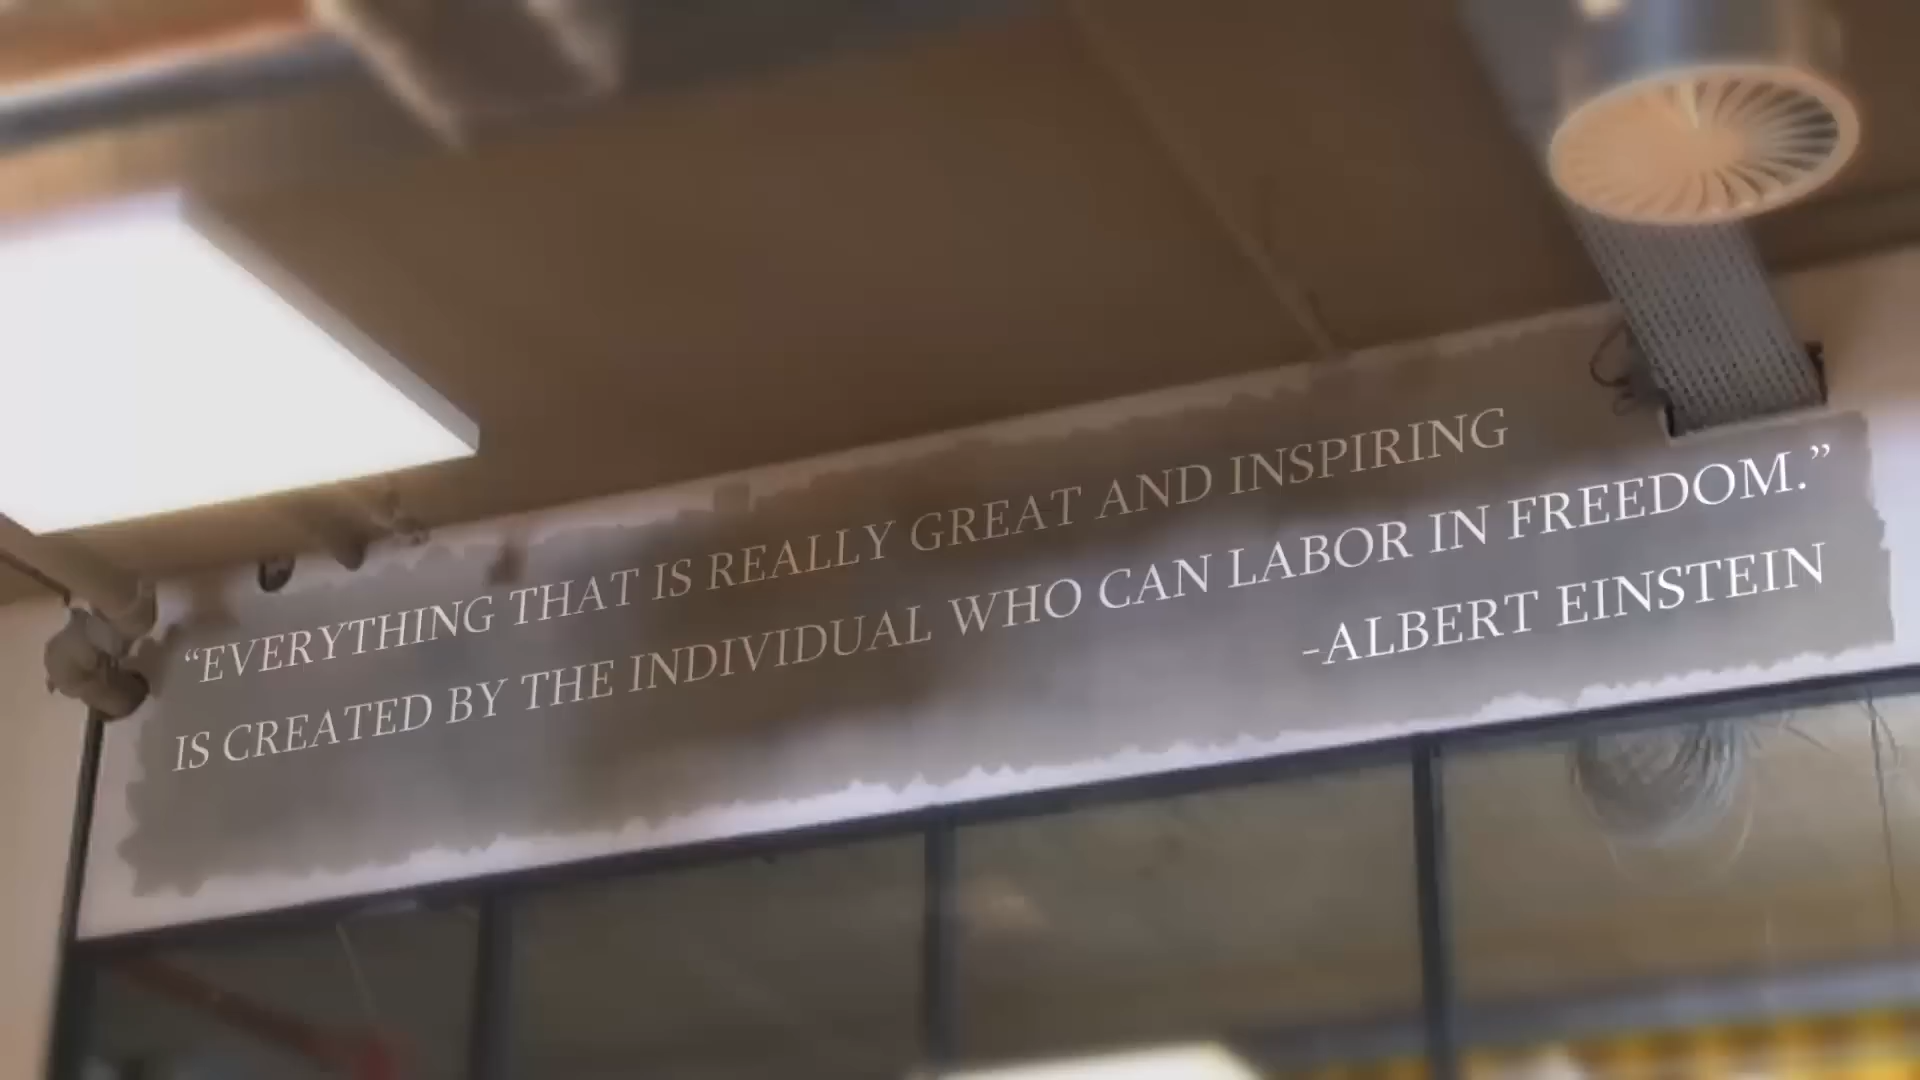 “EVERYTHING THAT IS REALLY GREAT AND INSPIRING
IS CREATED BY THE INDIVIDUAL WHO CAN LABOR IN FREEDOM.”
-ALBERT EINSTEIN